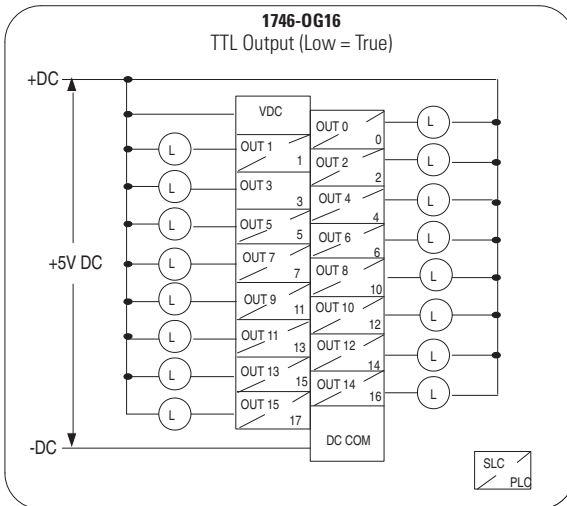 1746-OG16
TTL Output (Low = True)
+DC
VDC
OUT 0
0
L
L
OUT 1
1
OUT 2
2
L
L
OUT 3
3
OUT 4
4
L
L
OUT 5
5
OUT 6
6
L
+5V DC
L
OUT 7
7
OUT 8
10
L
L
OUT 9
11
OUT 10
12
L
L
OUT 11
13
OUT 12
14
L
L
OUT 13
15
OUT 14
16
L
L
OUT 15
17
-DC
DC COM
SLC
PLC